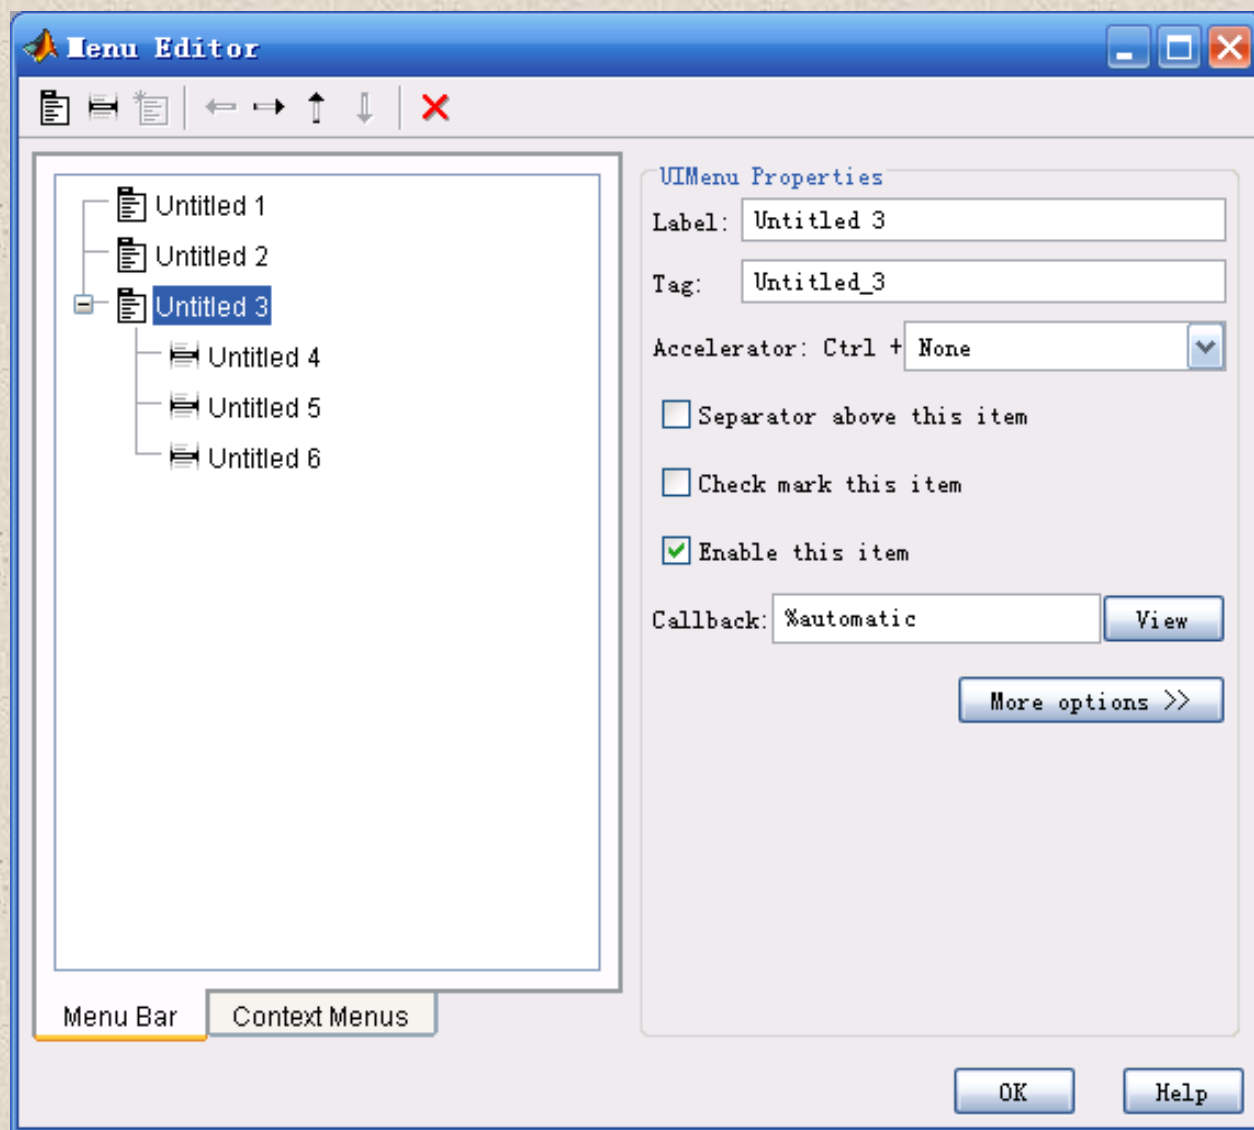 Menu Editor
Untitled 1
Untitled 2
Untitled 3
Untitled 4
Untitled 5
Untitled 6
Menu Bar
Context Menus
UIMenu Properties
Label: Untitled 3
Tag: Untitled_3
Accelerator: Ctrl + None
Separator above this item
Check mark this item
Enable this item
Callback: %automatic View
More options >>
OK Help